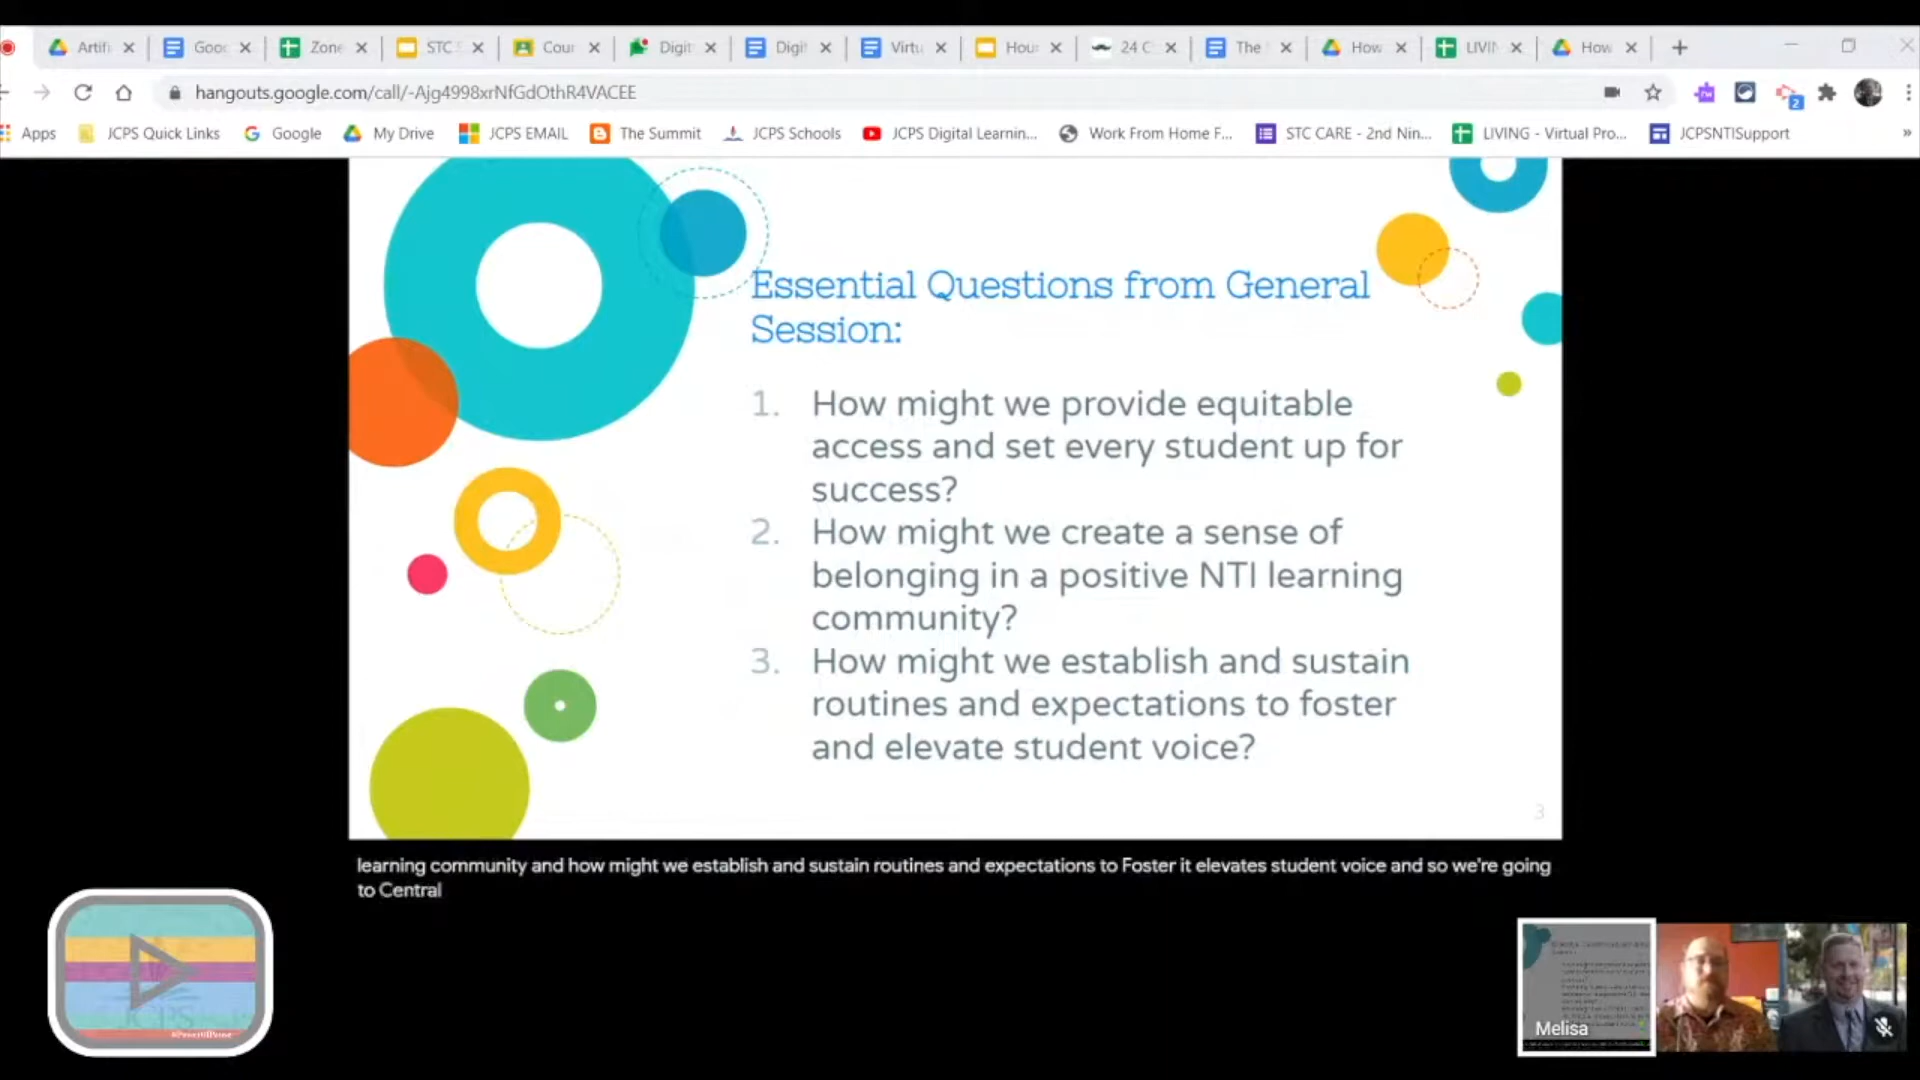 Artifi
Gooc
Zone
STC S
Cour
Digit
Digit
Virtu
Hour
24 C
The
How
LIVIN
How
hangouts.google.com/call/-Ajg4998xrNfGdOthR4VACEE
2
Apps
JCPS Quick Links
Google
My Drive
JCPS EMAIL
The Summit
JCPS Schools
JCPS Digital Learnin...
Work From Home F...
STC CARE - 2nd Nin...
LIVING - Virtual Pro...
JCPSNTISupport
»
Essential Questions from General
Session:
1. How might we provide equitable
access and set every student up for
success?
2. How might we create a sense of
belonging in a positive NTI learning
community?
3. How might we establish and sustain
routines and expectations to foster
and elevate student voice?
3
learning community and how might we establish and sustain routines and expectations to Foster it elevates student voice and so we're going
to Central
JCPS
Melisa